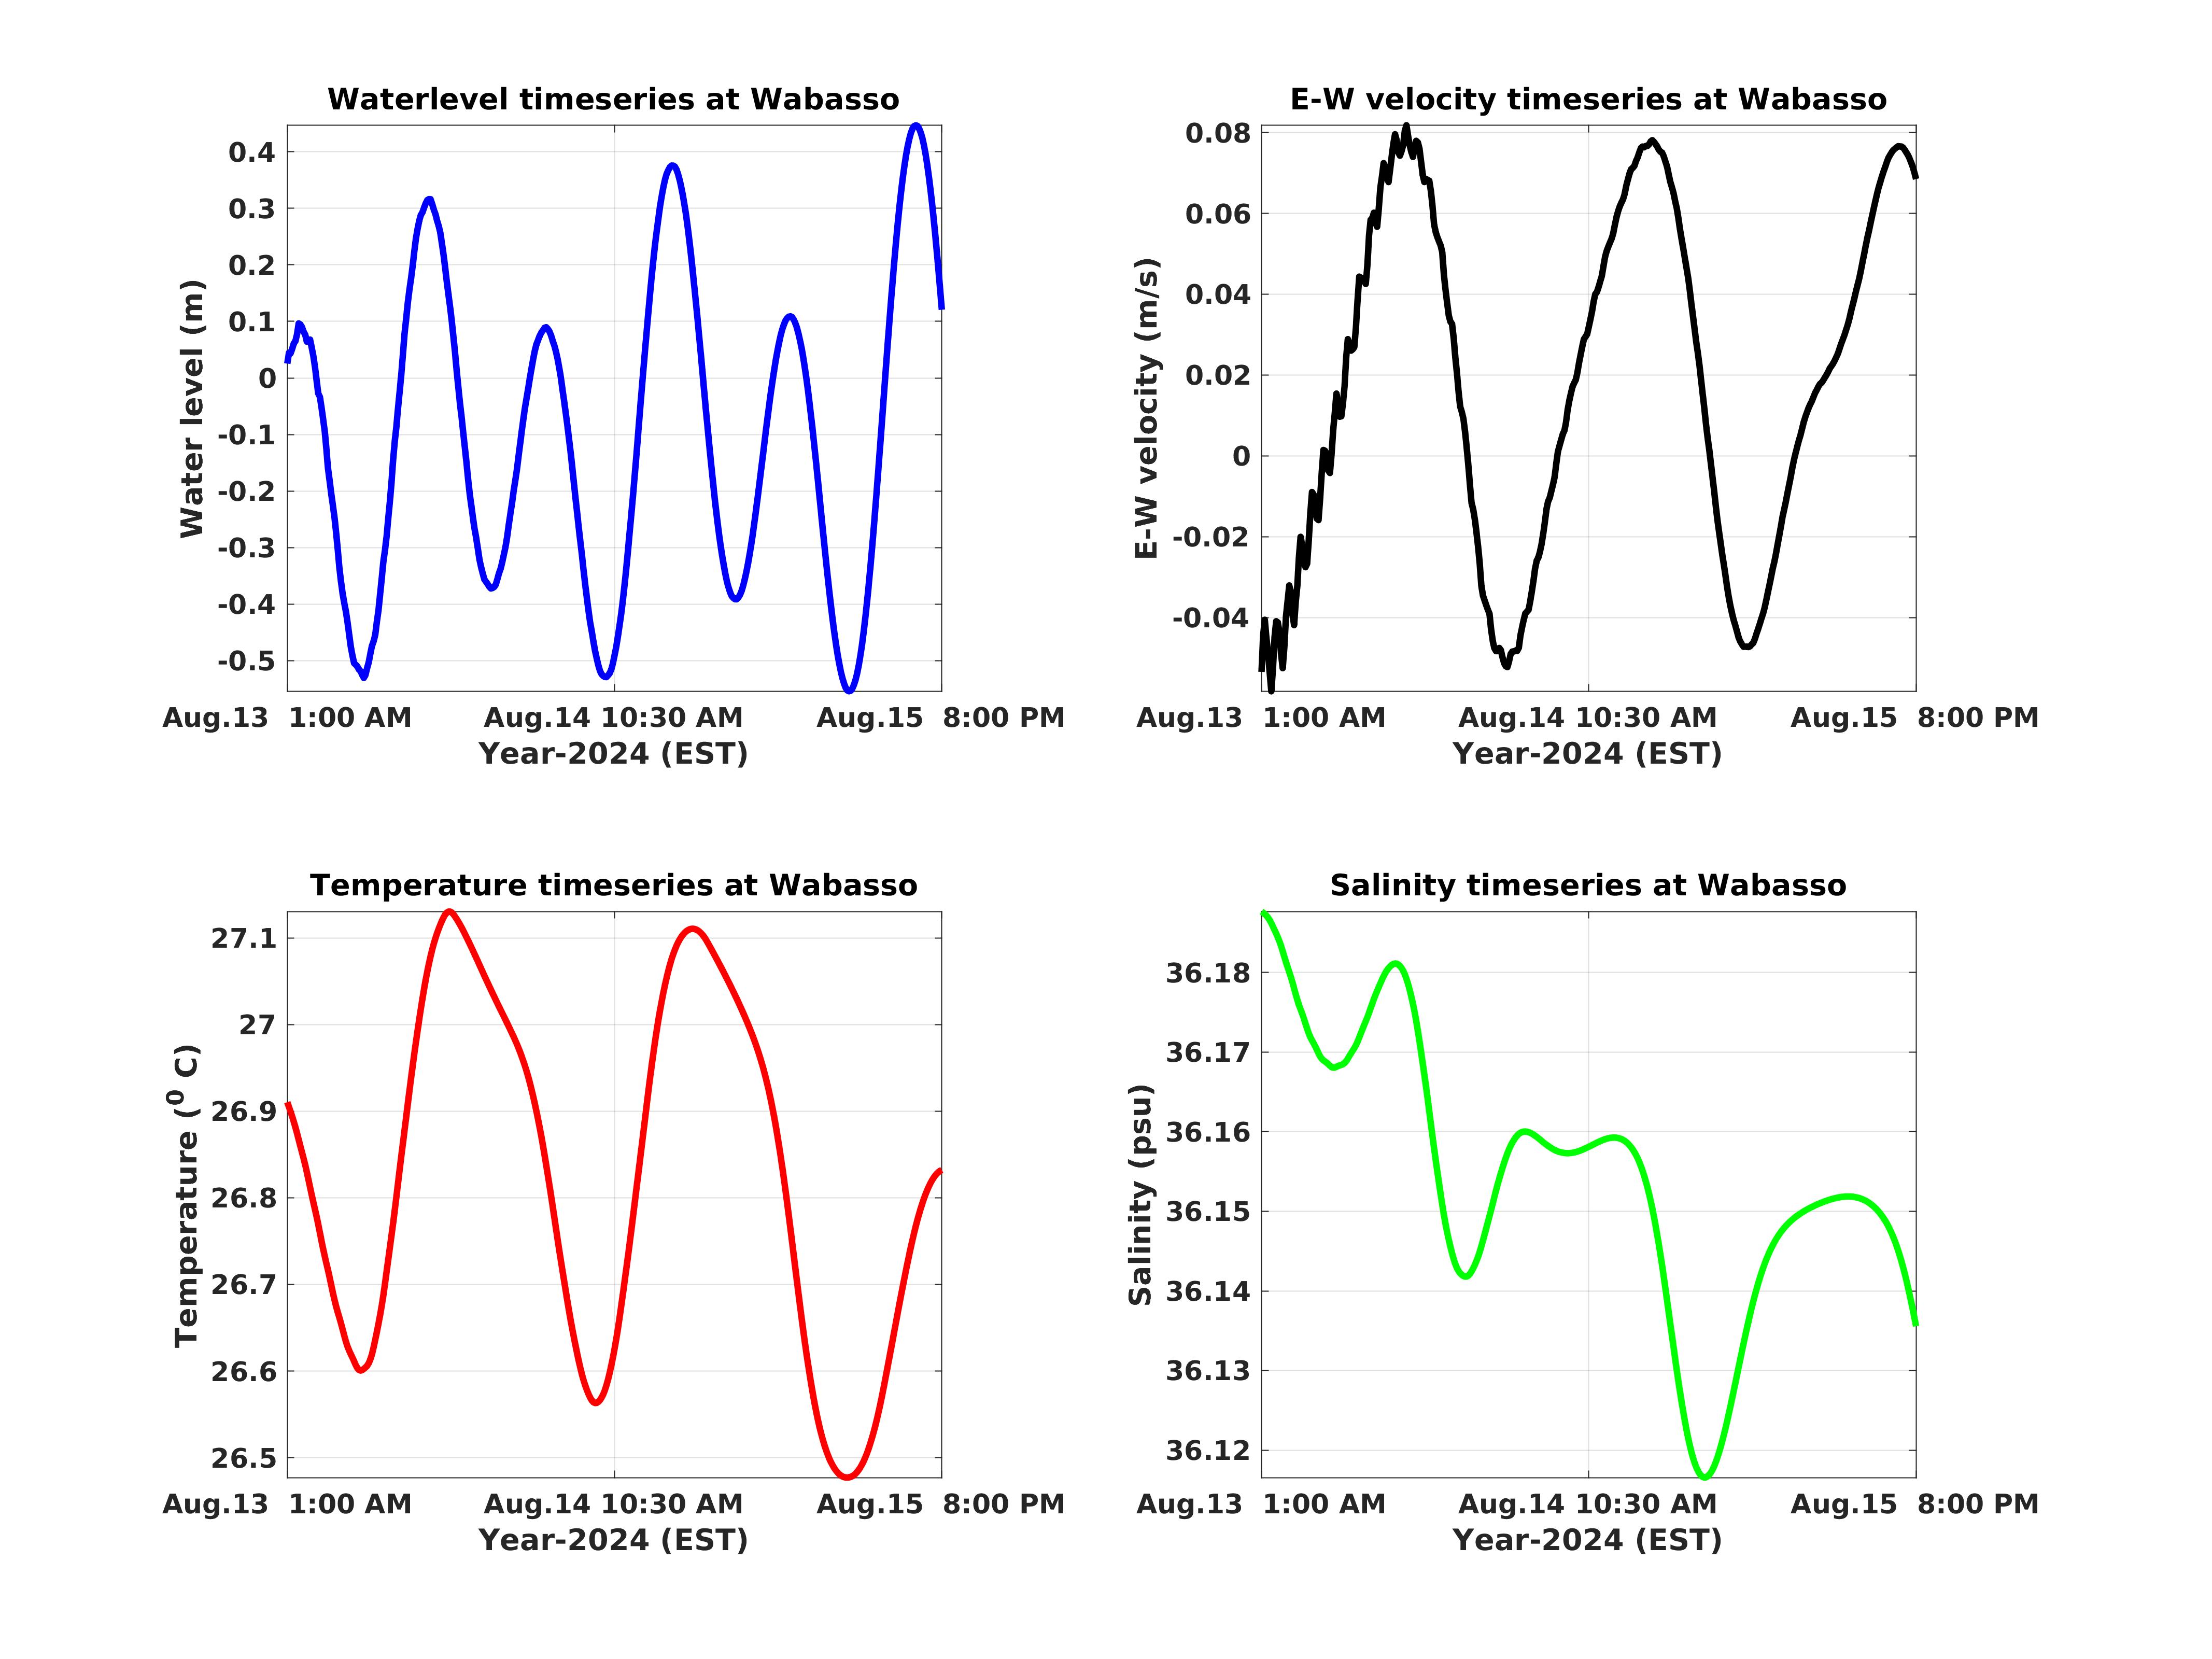 Waterlevel timeseries at Wabasso
0.4
0.3
0.2
0.1
0
-0.1
-0.2
-0.3
-0.4
-0.5
Water level (m)
Aug.13 1:00 AM Aug.14 10:30 AM Aug.15 8:00 PM
Year-2024 (EST)
E-W velocity timeseries at Wabasso
0.08
0.06
0.04
0.02
0
-0.02
-0.04
E-W velocity (m/s)
Aug.13 1:00 AM Aug.14 10:30 AM Aug.15 8:00 PM
Year-2024 (EST)
Temperature timeseries at Wabasso
27.1
27
26.9
26.8
26.7
26.6
26.5
Temperature (⁰ C)
Aug.13 1:00 AM Aug.14 10:30 AM Aug.15 8:00 PM
Year-2024 (EST)
Salinity timeseries at Wabasso
36.18
36.17
36.16
36.15
36.14
36.13
36.12
Salinity (psu)
Aug.13 1:00 AM Aug.14 10:30 AM Aug.15 8:00 PM
Year-2024 (EST)